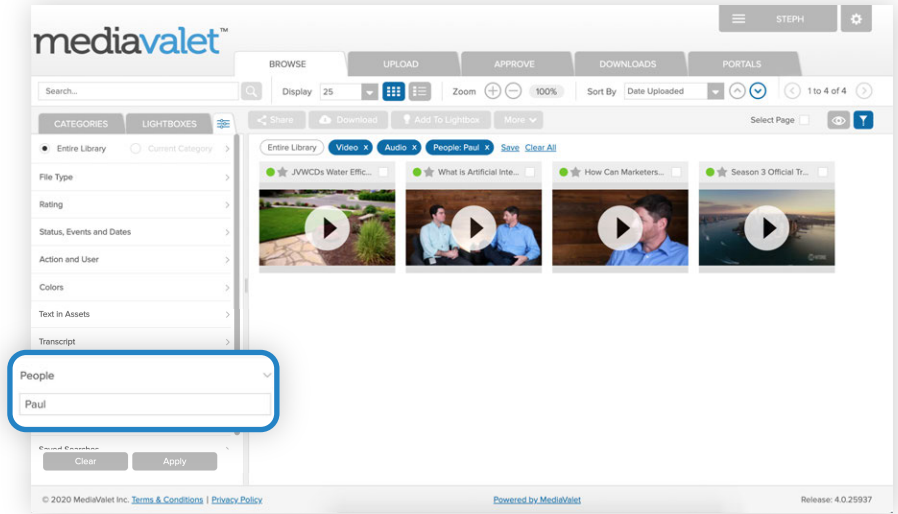 mediavalet™
STEPH
BROWSE UPLOAD APPROVE DOWNLOADS PORTALS
Search... Display 25 Zoom 100% Sort By Date Uploaded 1 to 4 of 4
CATEGORIES LIGHTBOXES Share Download Add To Lightbox More Select Page
Entire Library Current Category Entire Library Video X Audio X People: Paul X Save Clear All
JVWCDs Water Effic... What is Artificial Inte... How Can Marketers... Season 3 Official Tr...
File Type
Rating
Status, Events and Dates
Action and User
Colors
Text in Assets
Transcript
People
Paul
Saved Searches
Clear Apply
© 2020 MediaValet Inc. Terms & Conditions | Privacy Policy Powered by MediaValet Release: 4.0.25937